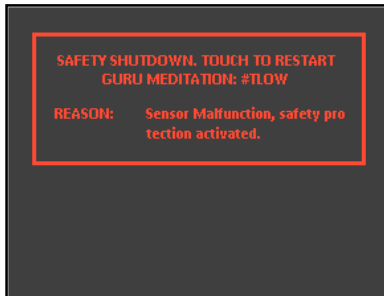 SAFETY SHUTDOWN. TOUCH TO RESTART
GURU MEDITATION: #TLOW
REASON: Sensor Malfunction, safety pro
tection activated.